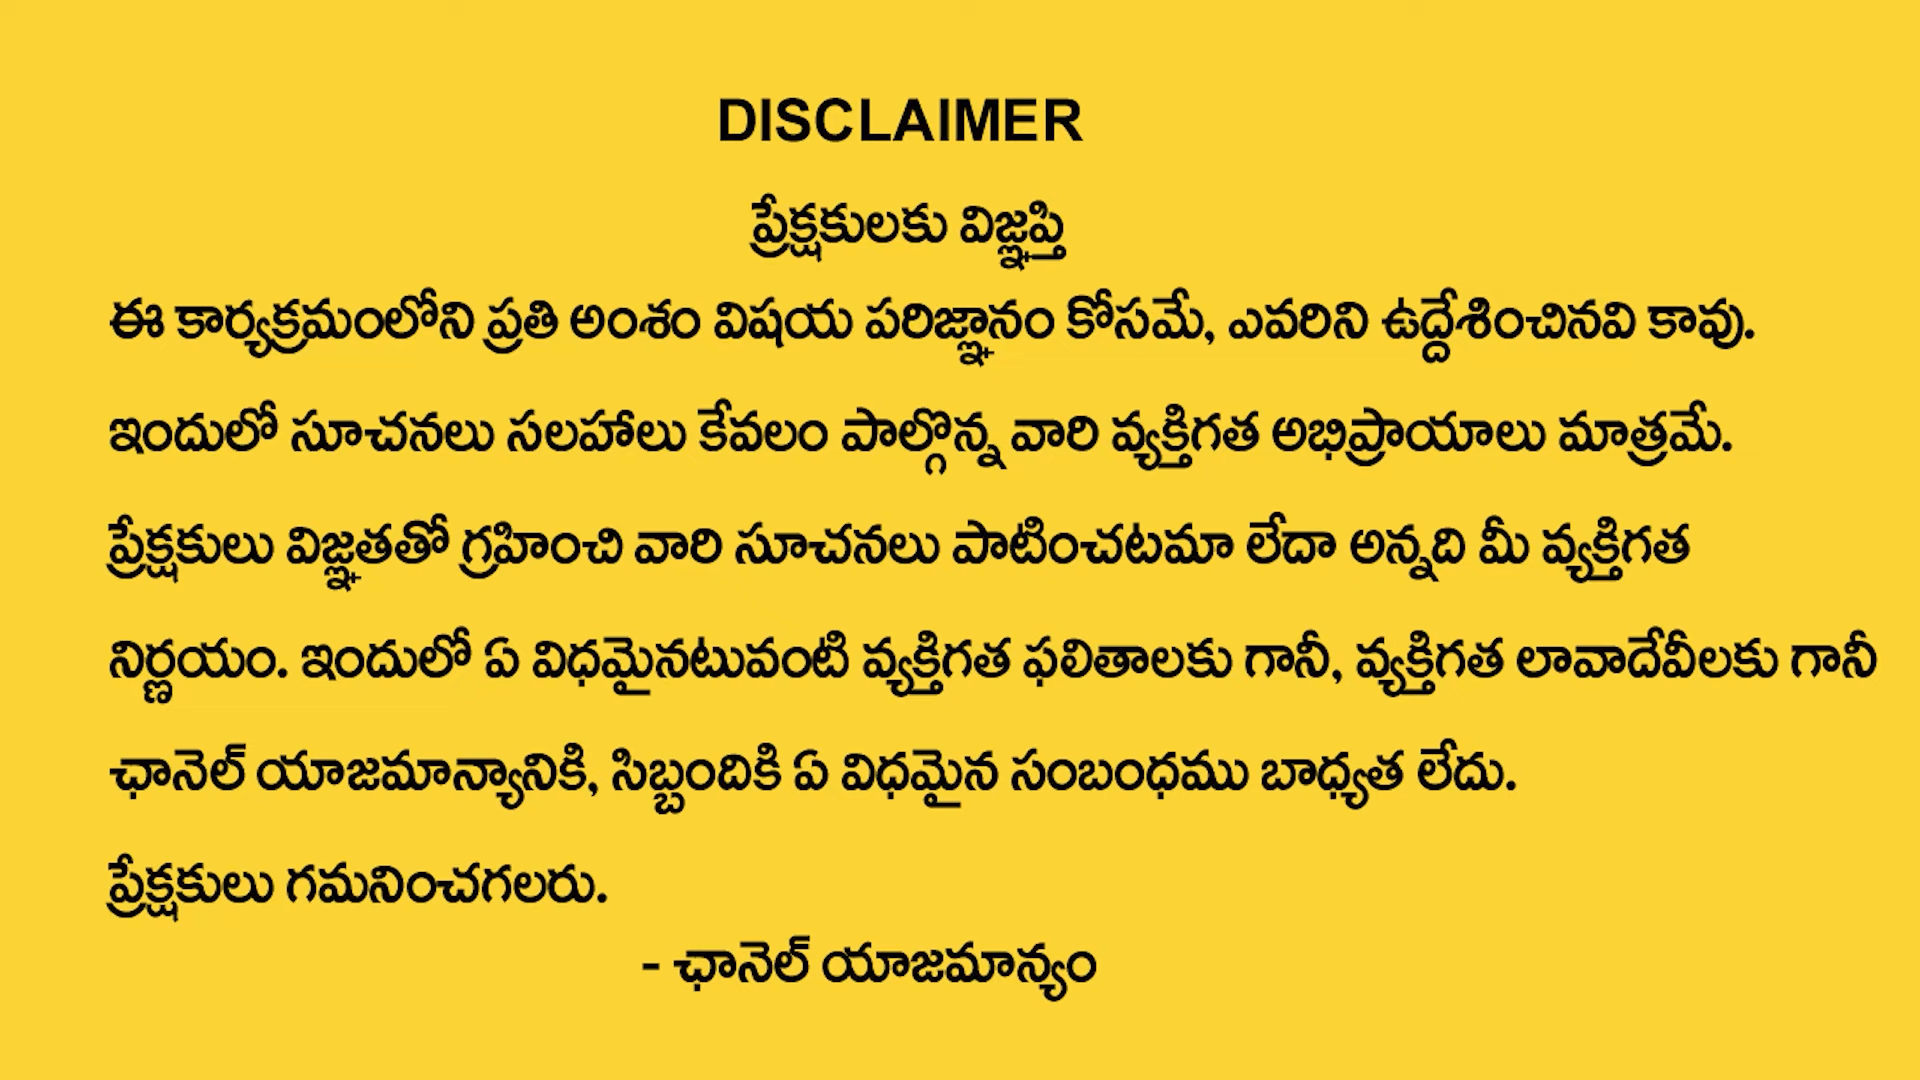 DISCLAIMER
ప్రేక్షకులకు విజ్ఞప్తి
ఈ కార్యక్రమంలోని ప్రతి అంశం విషయ పరిజ్ఞానం కోసమే, ఎవరిని ఉద్దేశించినవి కావు.
ఇందులో సూచనలు సలహాలు కేవలం పాల్గొన్న వారి వ్యక్తిగత అభిప్రాయాలు మాత్రమే.
ప్రేక్షకులు విజ్ఞతతో గ్రహించి వారి సూచనలు పాటించటమా లేదా అన్నది మీ వ్యక్తిగత
నిర్ణయం. ఇందులో ఏ విధమైనటువంటి వ్యక్తిగత ఫలితాలకు గానీ, వ్యక్తిగత లావాదేవీలకు గానీ
ఛానెల్ యాజమాన్యానికి, సిబ్బందికి ఏ విధమైన సంబంధము బాధ్యత లేదు.
ప్రేక్షకులు గమనించగలరు.
- ఛానెల్ యాజమాన్యం